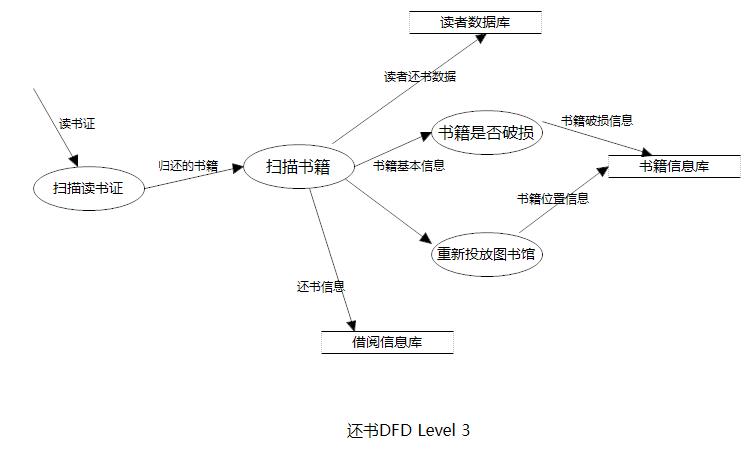 读者数据库
读者还书数据
读书证
书籍破损信息
书籍是否破损
归还的书籍
扫描书籍
书籍基本信息
书籍信息库
扫描读书证
书籍位置信息
重新投放图书馆
还书信息
借阅信息库
还书DFD Level 3